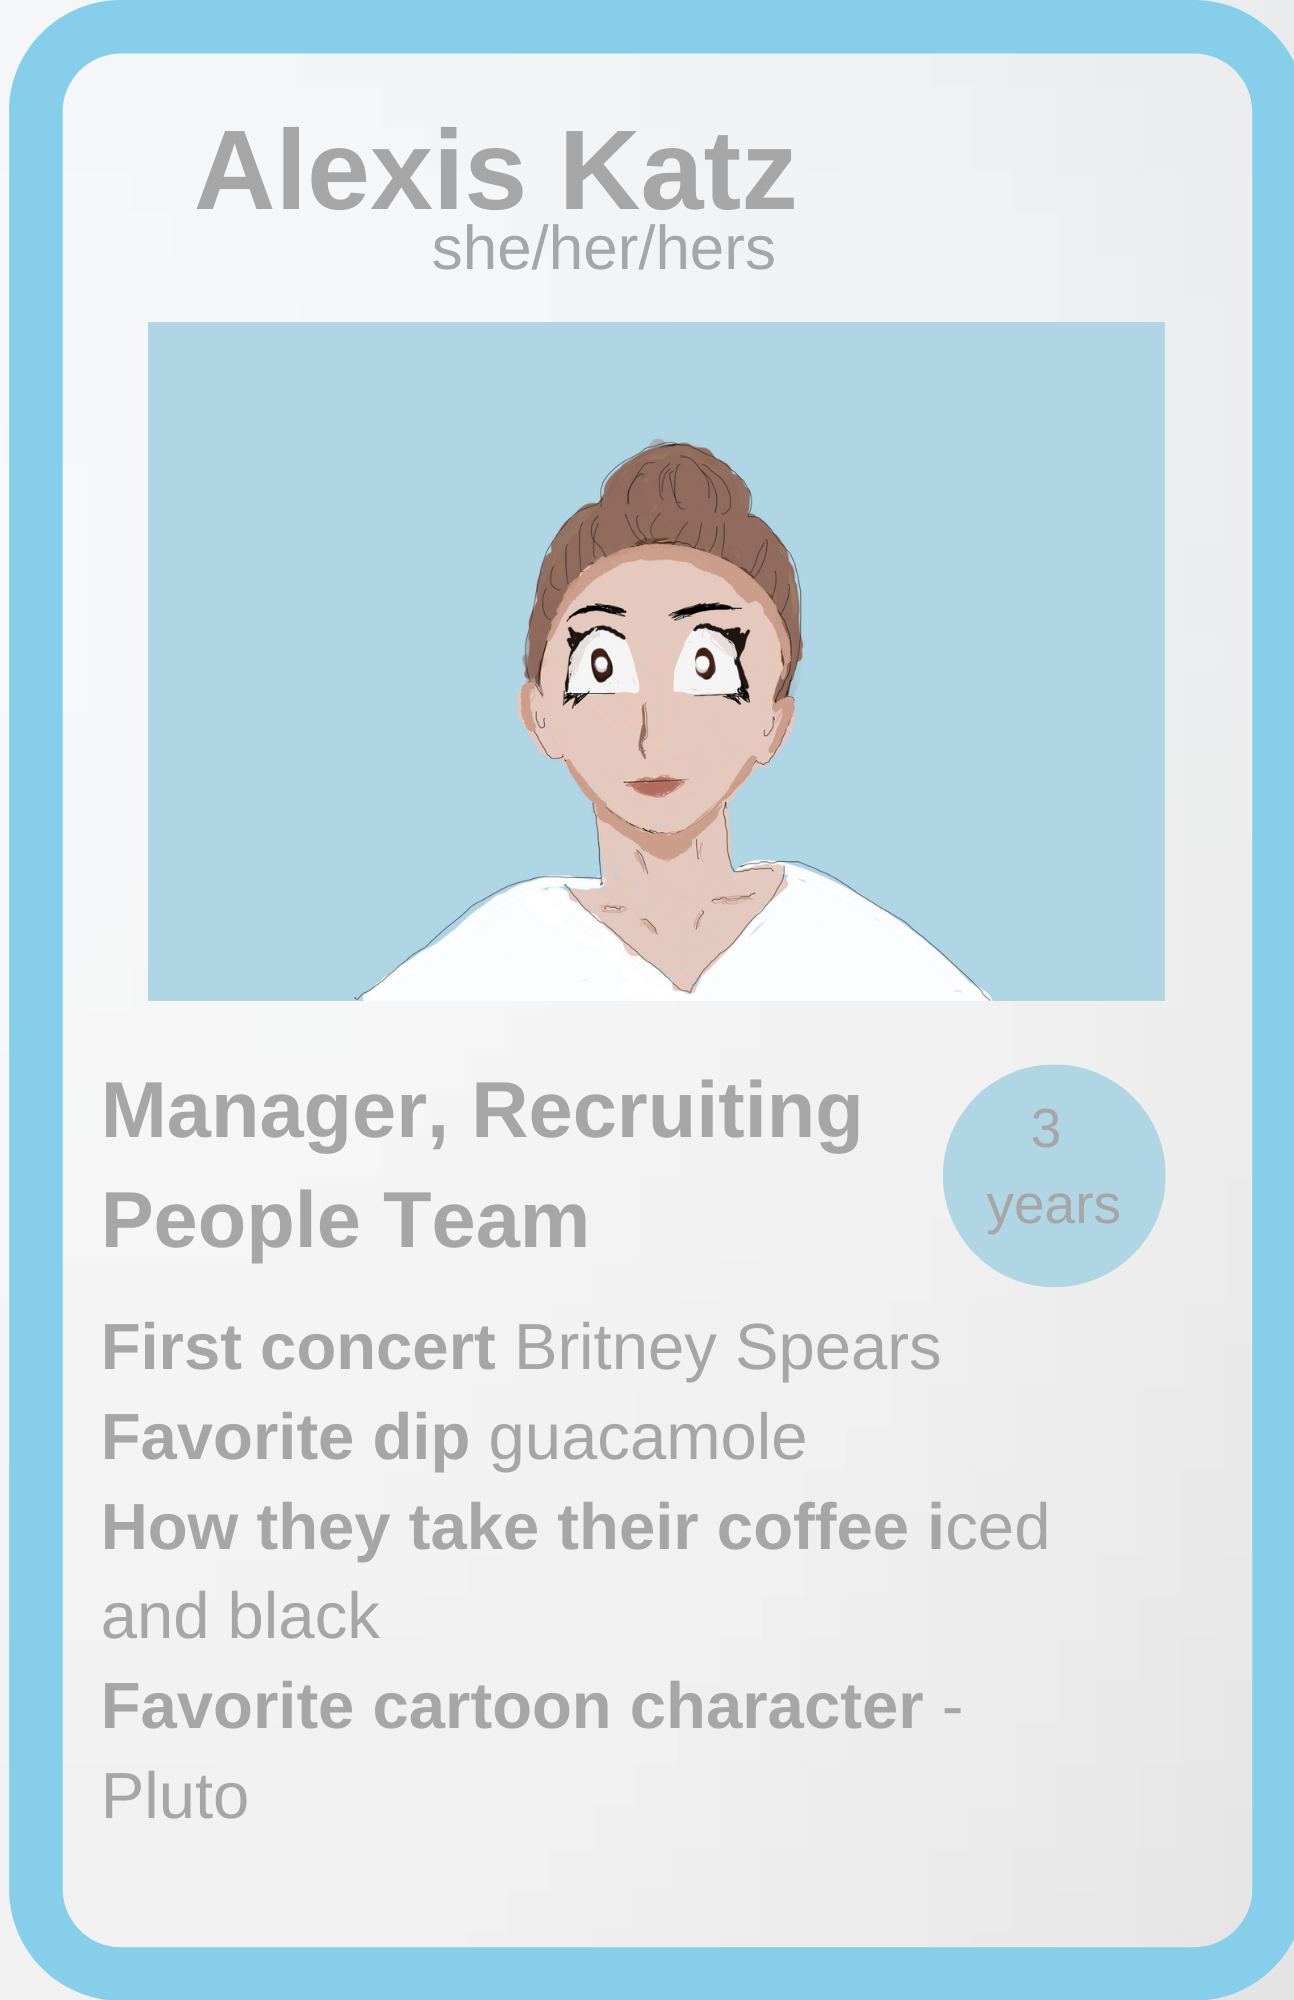 Alexis Katz
she/her/hers
Manager, Recruiting
People Team
3
years
First concert Britney Spears
Favorite dip guacamole
How they take their coffee iced
and black
Favorite cartoon character -
Pluto